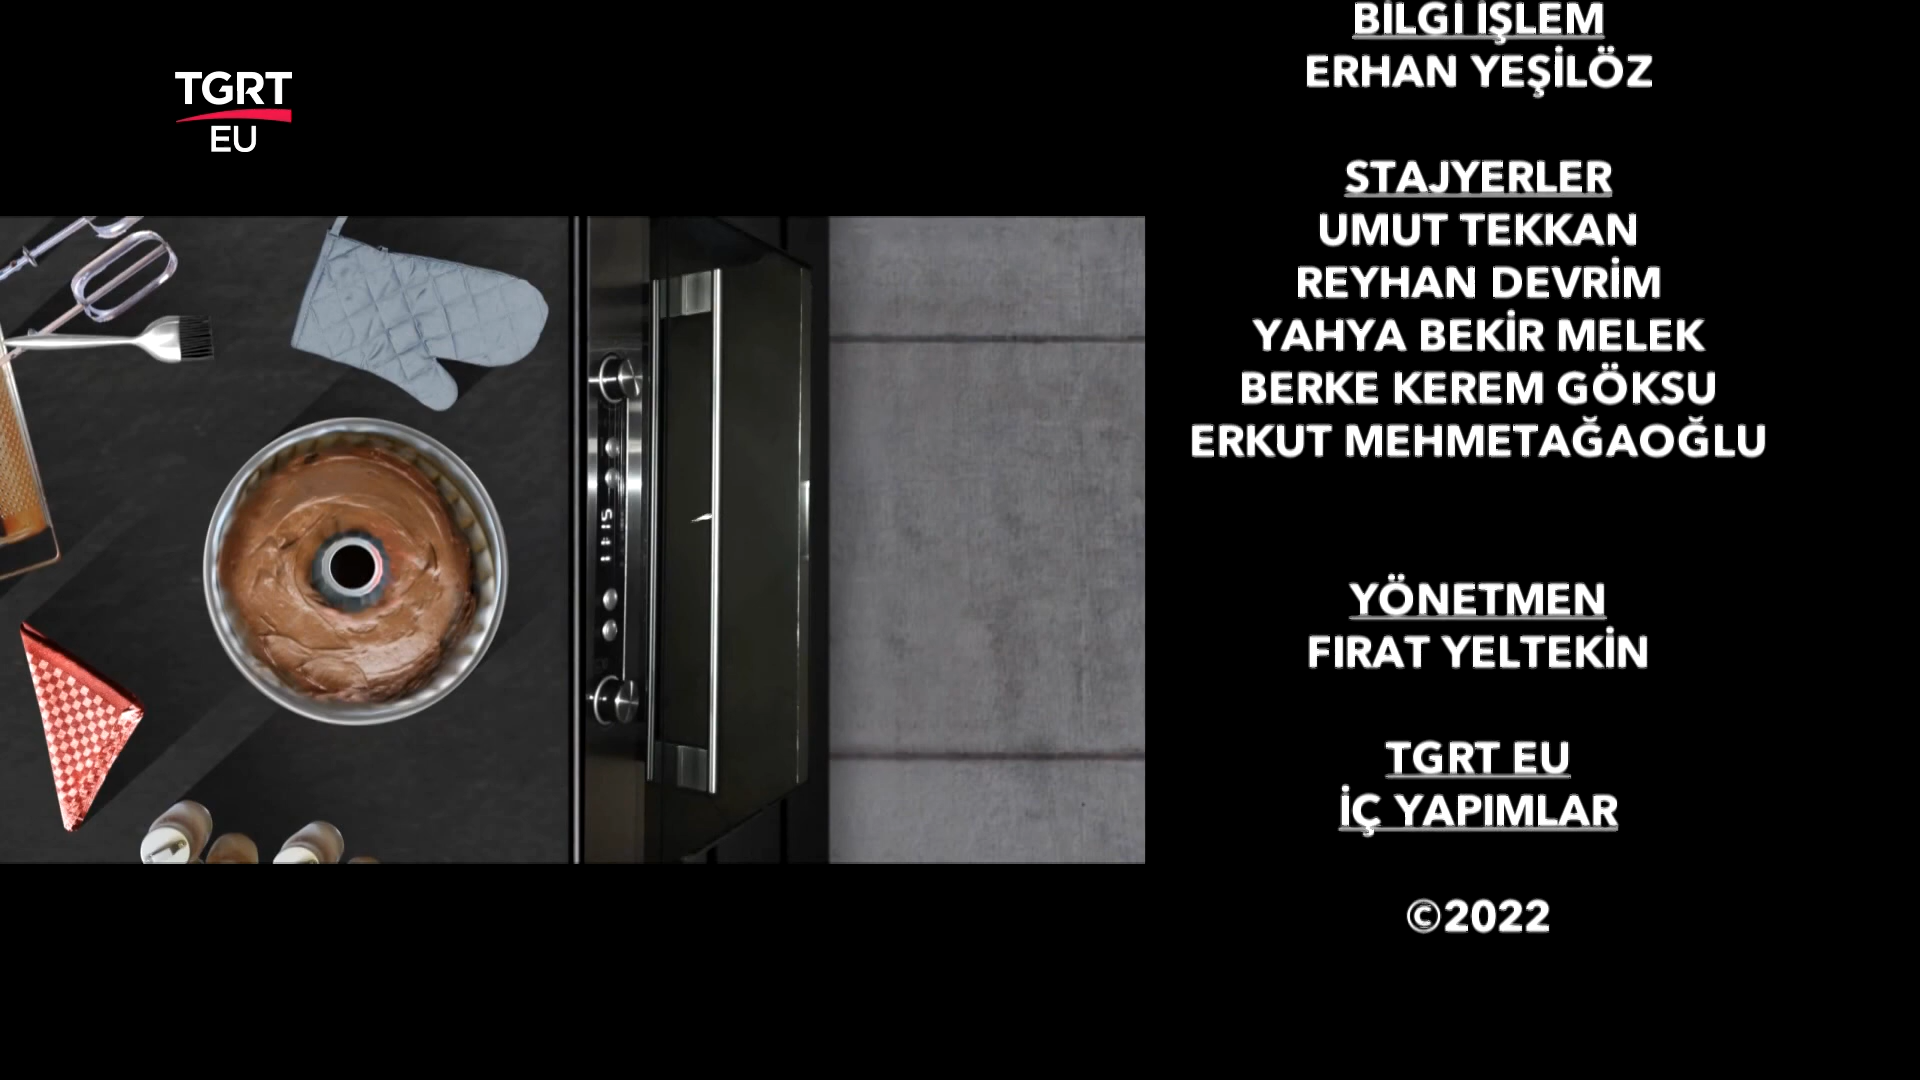 TGRT
EU
BİLGİ İŞLEM
ERHAN YEŞİLÖZ
STAJYERLER
UMUT TEKKAN
REYHAN DEVRİM
YAHYA BEKİR MELEK
BERKE KEREM GÖKSU
ERKUT MEHMETAĞAOĞLU
YÖNETMEN
FIRAT YELTEKİN
TGRT EU
İÇ YAPIMLAR
©2022